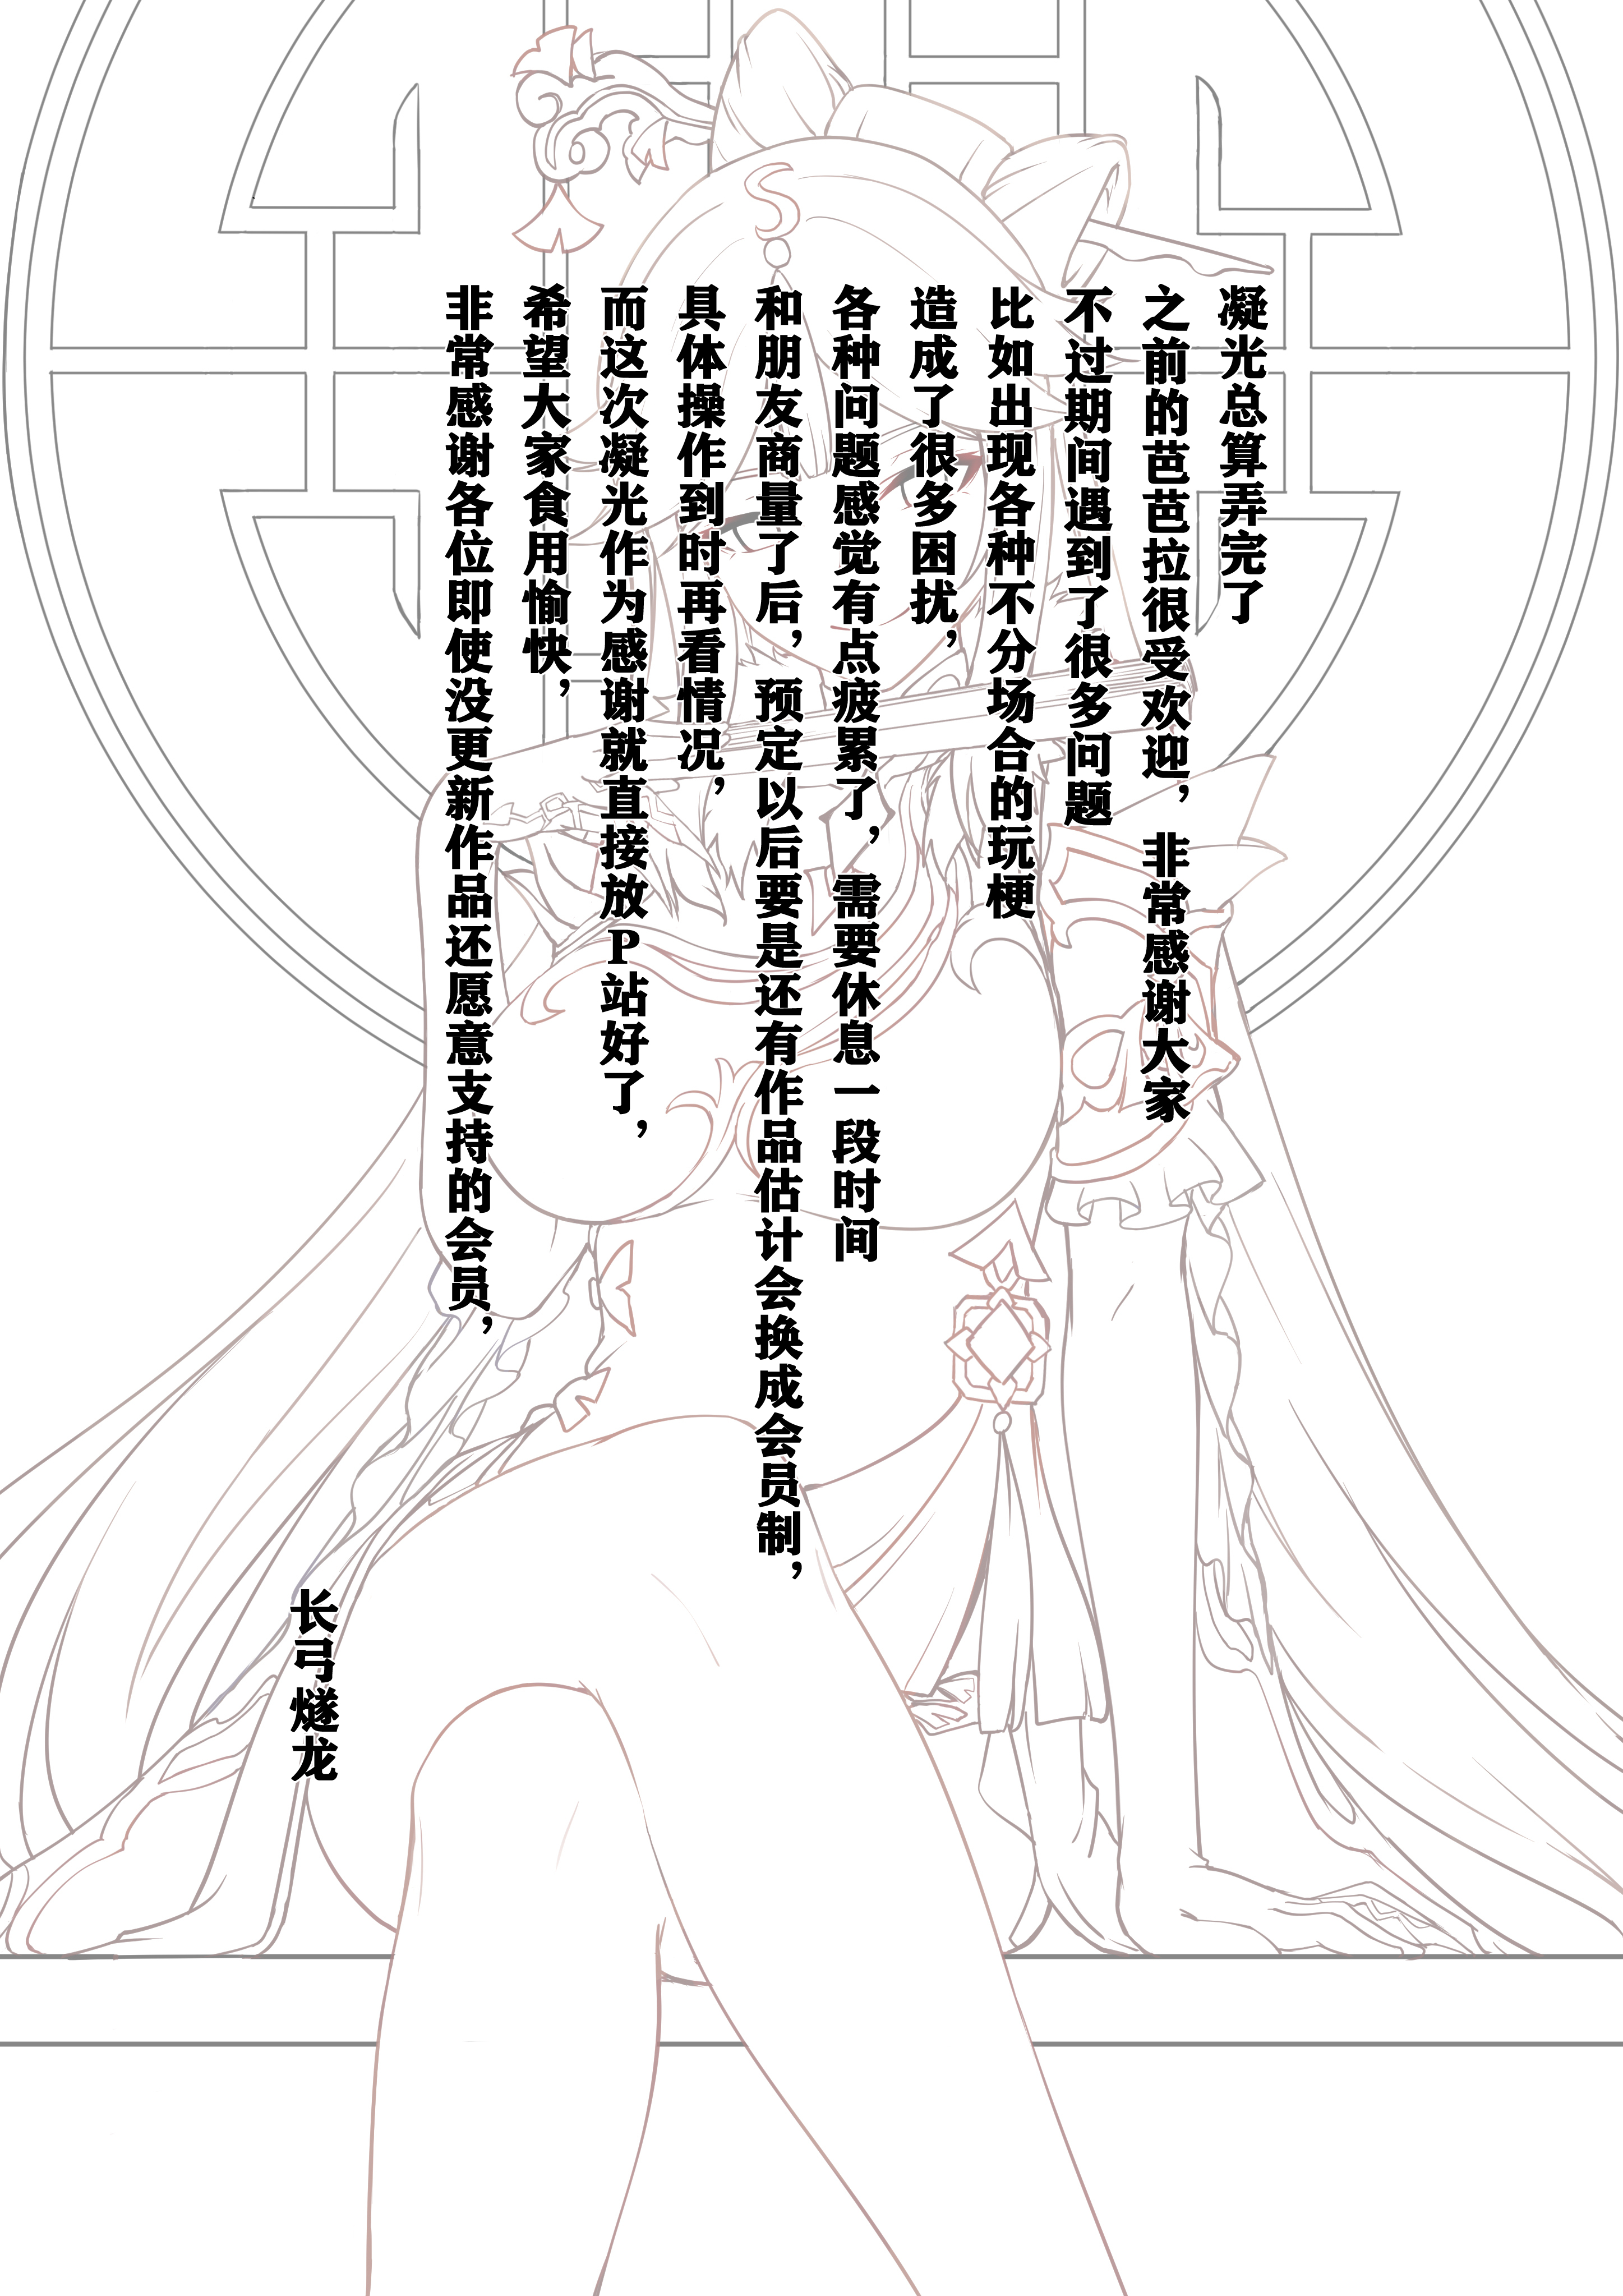 凝光总算弄完了
之前的芭芭拉很受欢迎，非常感谢大家
不过期间遇到了很多问题
比如出现各种不分场合的玩梗
造成了很多困扰，
各种问题感觉有点疲累了，需要休息一段时间
和朋友商量了后，预定以后要是还有作品估计会换成会员制，
具体操作到时再看情况，
而这次凝光作为感谢就直接放P站好了，
希望大家食用愉快，
非常感谢各位即使没更新作品还愿意支持的会员，
长弓燧龙